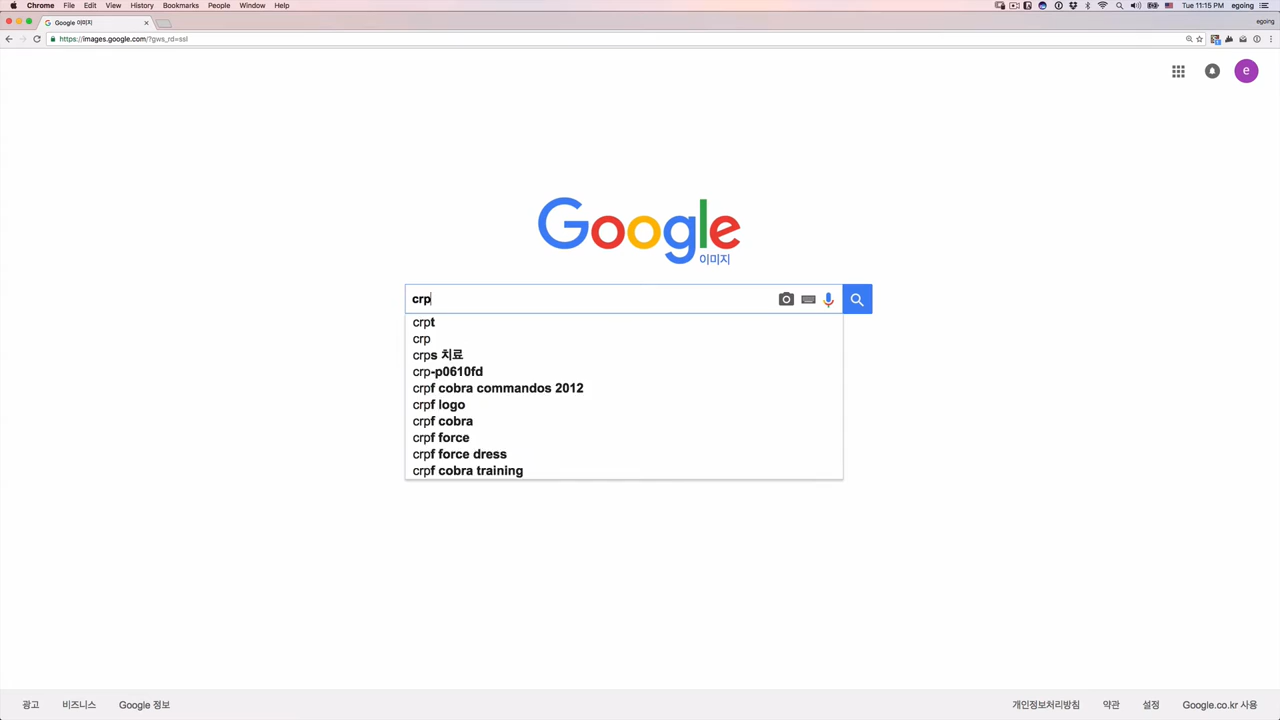 Chrome File Edit View History Bookmarks People Window Help
Tue 11:15 PM egoing
Google 이미지
egoing
https://images.google.com/?gws_rd=ssl
e
Google
이미지
crp
crpt
crp
crps 치료
crp-p0610fd
crpf cobra commandos 2012
crpf logo
crpf cobra
crpf force
crpf force dress
crpf cobra training
광고 비즈니스 Google 정보
개인정보처리방침 약관 설정 Google.co.kr 사용